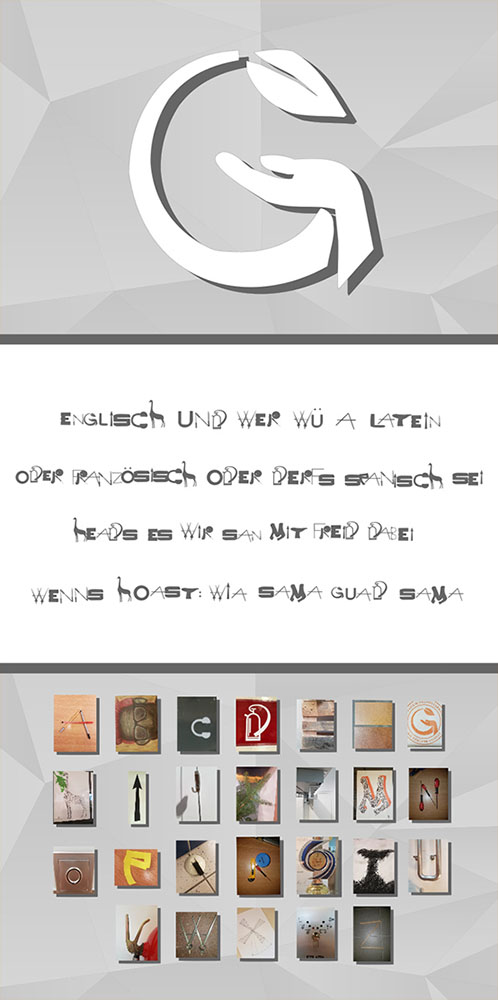 G
ENGLISCH UND WER WÜ A LATEIN
ODER FRANZÖSISCH ODER DERFS SPANISCH SEI
HEADS ES WIR SAN MIT FREID DABEI
WENNS HOAST: WIA SAMA GUAD SAMA